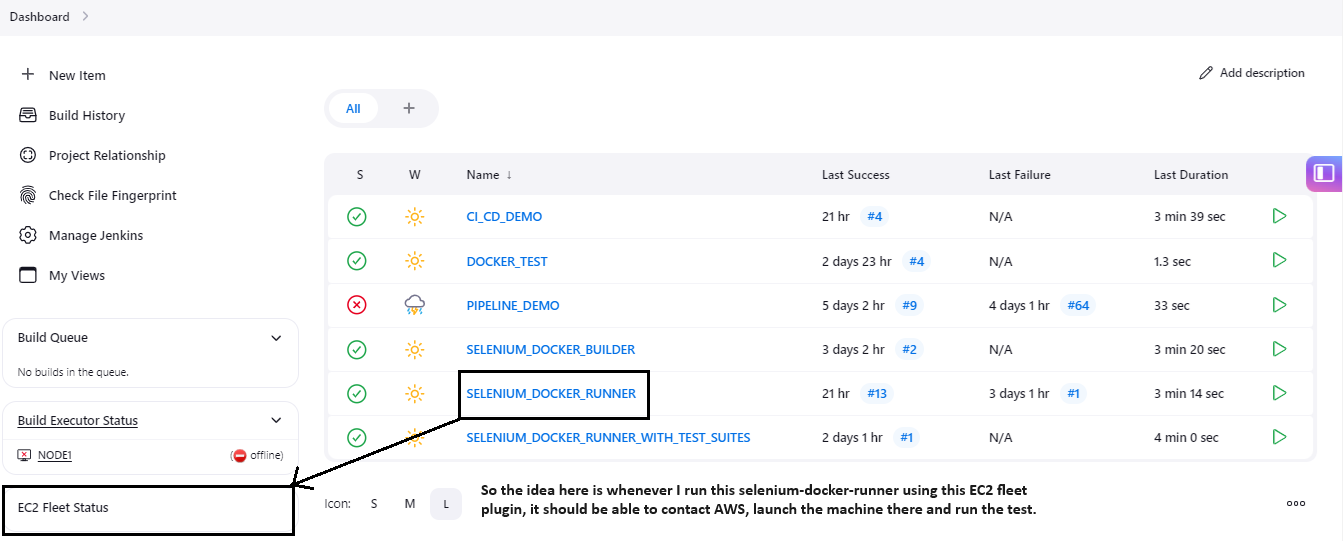 Dashboard
New Item
Build History
Project Relationship
Check File Fingerprint
Manage Jenkins
My Views
Build Queue
No builds in the queue.
Build Executor Status
NODE1 (offline)
EC2 Fleet Status
Add description
All +
S W Name ↓ Last Success Last Failure Last Duration
CI_CD_DEMO 21 hr #4 N/A 3 min 39 sec
DOCKER_TEST 2 days 23 hr #4 N/A 1.3 sec
PIPELINE_DEMO 5 days 2 hr #9 4 days 1 hr #64 33 sec
SELENIUM_DOCKER_BUILDER 3 days 2 hr #2 N/A 3 min 20 sec
SELENIUM_DOCKER_RUNNER 21 hr #13 3 days 1 hr #1 3 min 14 sec
SELENIUM_DOCKER_RUNNER_WITH_TEST_SUITES 2 days 1 hr #1 N/A 4 min 0 sec
Icon: S M L
So the idea here is whenever I run this selenium-docker-runner using this EC2 fleet
plugin, it should be able to contact AWS, launch the machine there and run the test.